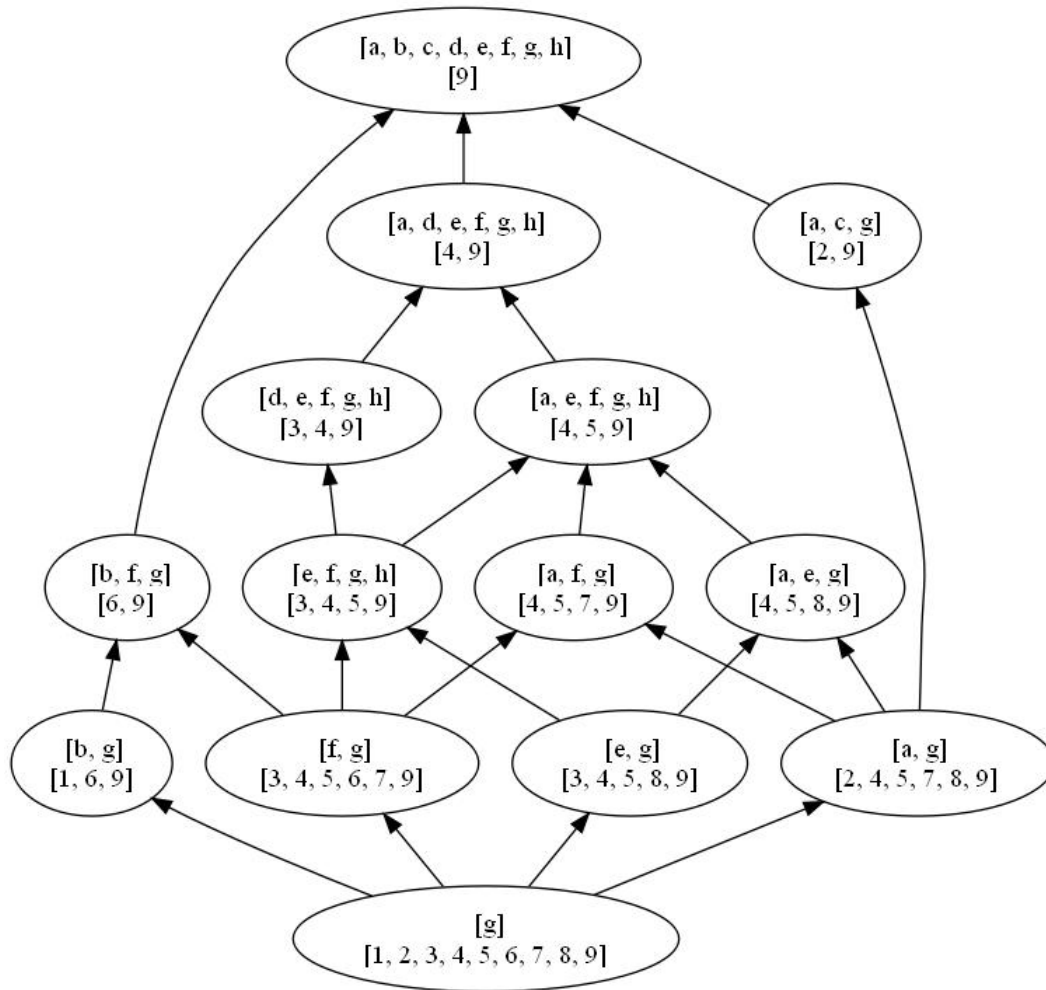 [a, b, c, d, e, f, g, h]
[9]
[a, d, e, f, g, h]
[4, 9]
[a, c, g]
[2, 9]
[d, e, f, g, h]
[3, 4, 9]
[a, e, f, g, h]
[4, 5, 9]
[b, f, g]
[6, 9]
[e, f, g, h]
[3, 4, 5, 9]
[a, f, g]
[4, 5, 7, 9]
[a, e, g]
[4, 5, 8, 9]
[b, g]
[1, 6, 9]
[f, g]
[3, 4, 5, 6, 7, 9]
[e, g]
[3, 4, 5, 8, 9]
[a, g]
[2, 4, 5, 7, 8, 9]
[g]
[1, 2, 3, 4, 5, 6, 7, 8, 9]